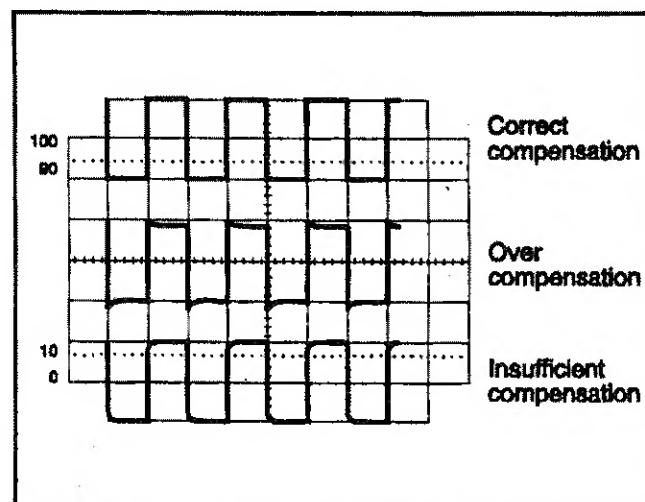 100
90
Correct
compensation
Over
compensation
10
0
Insufficient
compensation